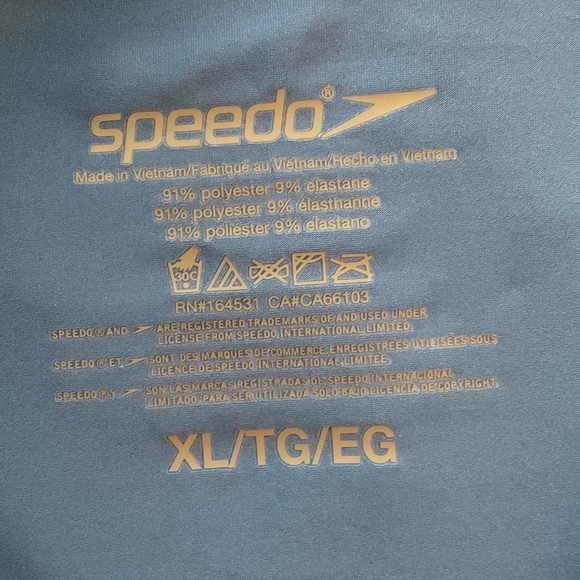 speedo®
Made in Vietnam/Fabriqué au Vietnam/Hecho en Vietnam
91% polyester 9% elastane
91% polyester 9% élasthanne
91% poliester 9% elastano
30C
RN#164531 CA#CA66103
SPEEDO® AND ARE REGISTERED TRADEMARKS OF AND USED UNDER
LICENSE FROM SPEEDO INTERNATIONAL LIMITED.
SPEEDO® ET SONT DES MARQUES DE COMMERCE ENREGISTRÉES UTILISÉES SOUS
LICENCE DE SPEEDO INTERNATIONAL LIMITEE.
SPEEDO® Y SON LAS MARCAS REGISTRADAS DE SPEEDO INTERNACIONAL
LIMITADO, PARA SER UTILIZADA SOLO BAJO LICENCIA DE COPYRIGHT.
XL/TG/EG